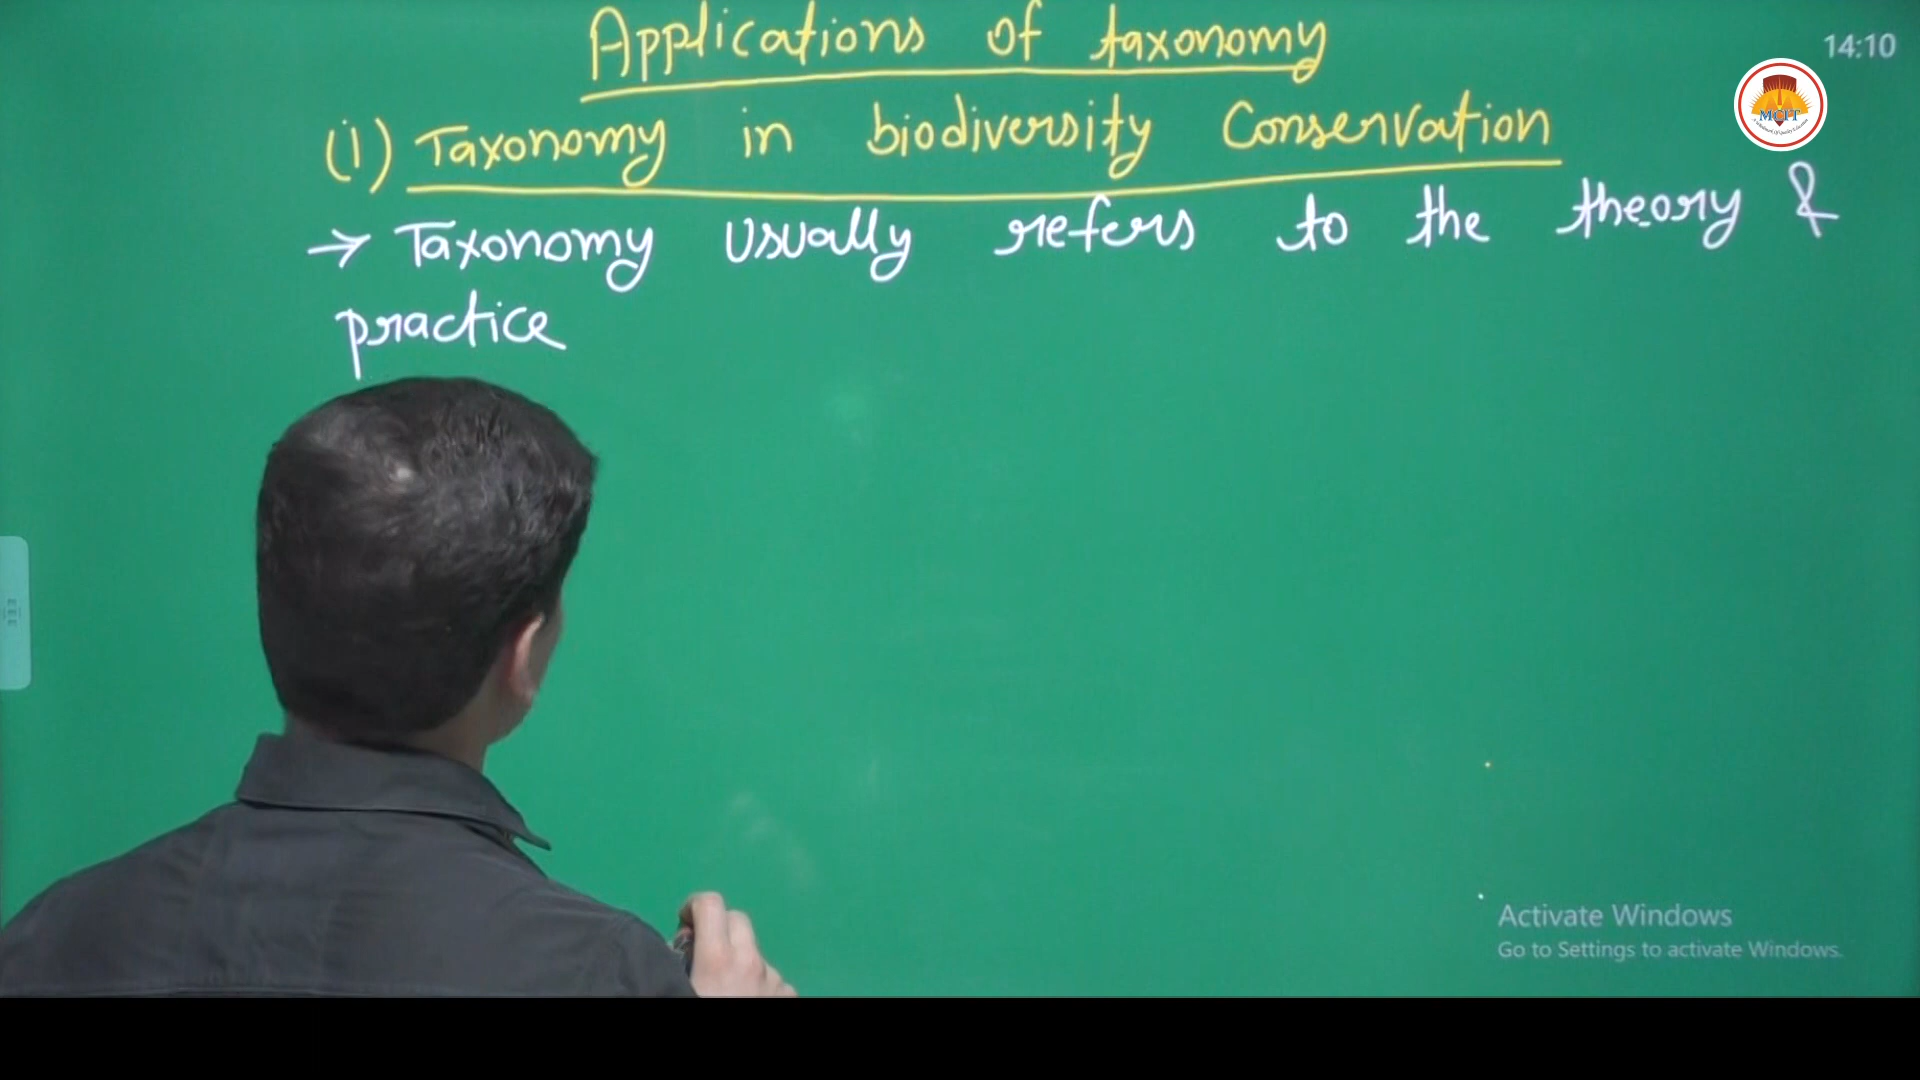 Applications of taxonomy
14:10
(i) Taxonomy in biodiversity Conservation
MCPT
→ Taxonomy usually refers to the theory &
practice
Activate Windows
Go to Settings to activate Windows.